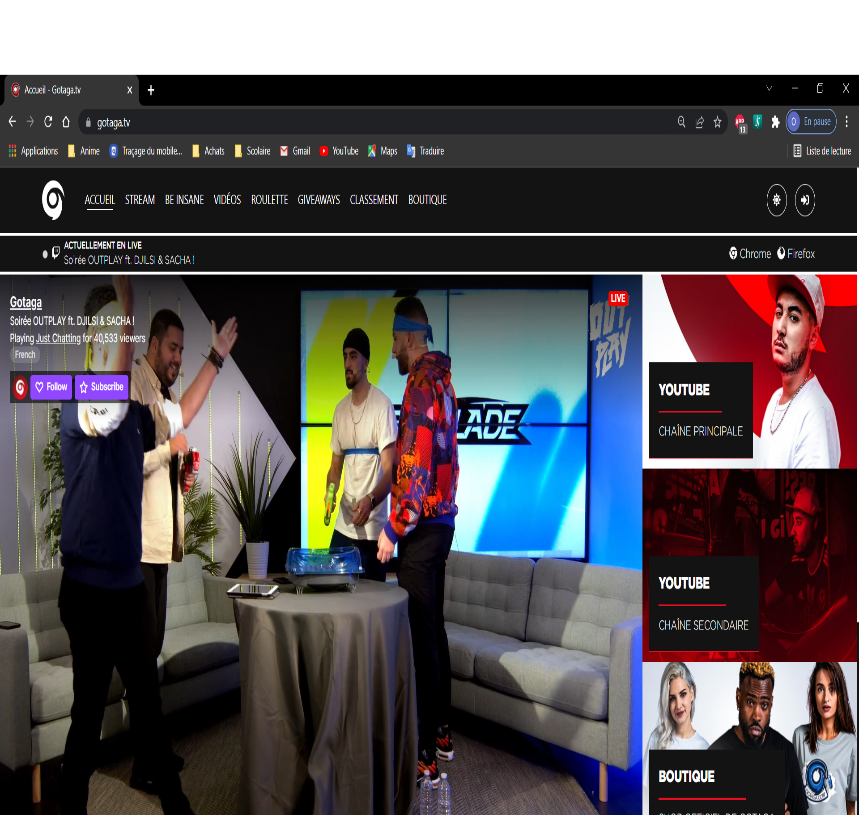 Accueil - Gotaga.tv
gotaga.tv
13
O En pause
Applications Anime Traçage du mobile... Achats Scolaire Gmail YouTube Maps Traduire Liste de lecture
ACCUEIL STREAM BE INSANE VIDÉOS ROULETTE GIVEAWAYS CLASSEMENT BOUTIQUE
ACTUELLEMENT EN LIVE
Soirée OUTPLAY ft. DJILSI & SACHA !
Chrome Firefox
Gotaga
LIVE
Soirée OUTPLAY ft. DJILSI & SACHA !
Playing Just Chatting for 40,533 viewers
French
Follow Subscribe
OUT
PLAY
LADE
YOUTUBE
CHAÎNE PRINCIPALE
YOUTUBE
CHAÎNE SECONDAIRE
BOUTIQUE